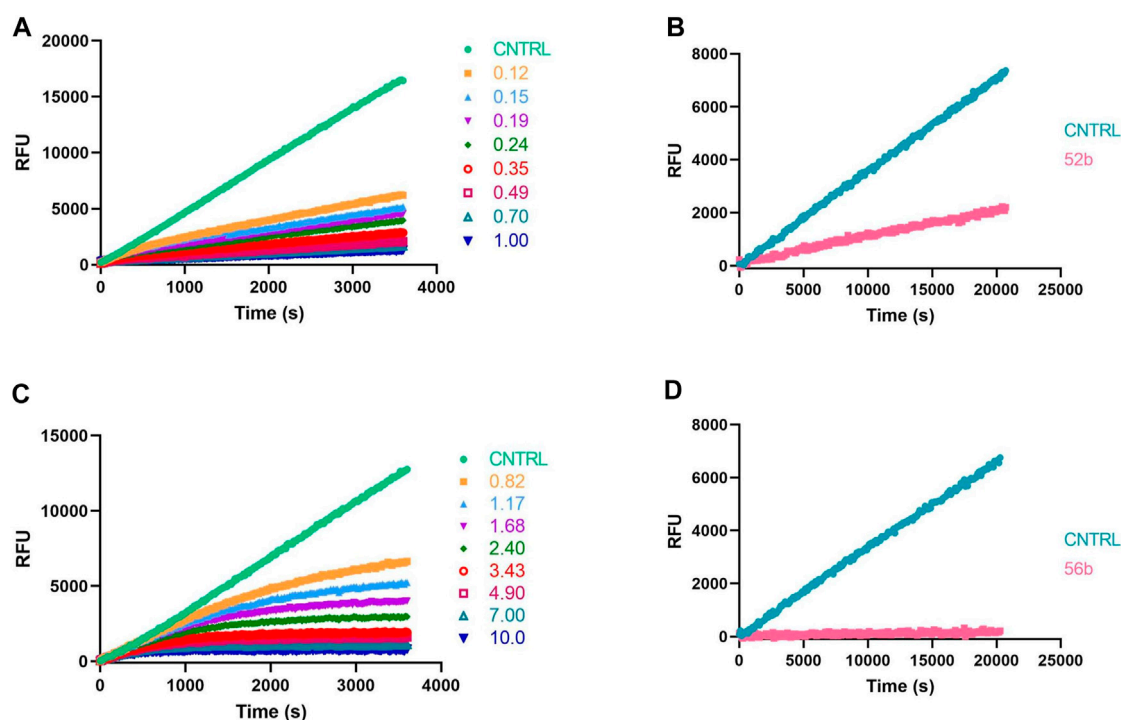 A
20000
15000
10000
5000
0
RFU
0 1000 2000 3000 4000
Time (s)
CNTRL
0.12
0.15
0.19
0.24
0.35
0.49
0.70
1.00
B
8000
6000
4000
2000
0
RFU
0 5000 10000 15000 20000 25000
Time (s)
CNTRL
52b
C
15000
10000
5000
0
RFU
0 1000 2000 3000 4000
Time (s)
CNTRL
0.82
1.17
1.68
2.40
3.43
4.90
7.00
10.0
D
8000
6000
4000
2000
0
RFU
0 5000 10000 15000 20000 25000
Time (s)
CNTRL
56b